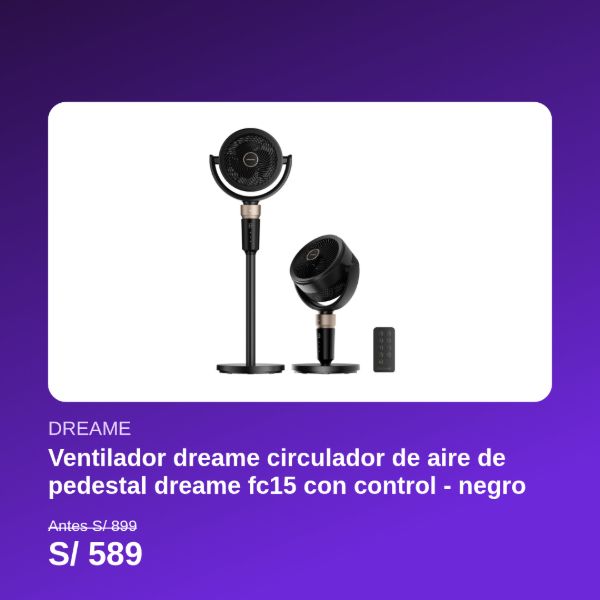 DREAME
Ventilador dreame circulador de aire de
pedestal dreame fc15 con control - negro
Antes S/ 899
S/ 589